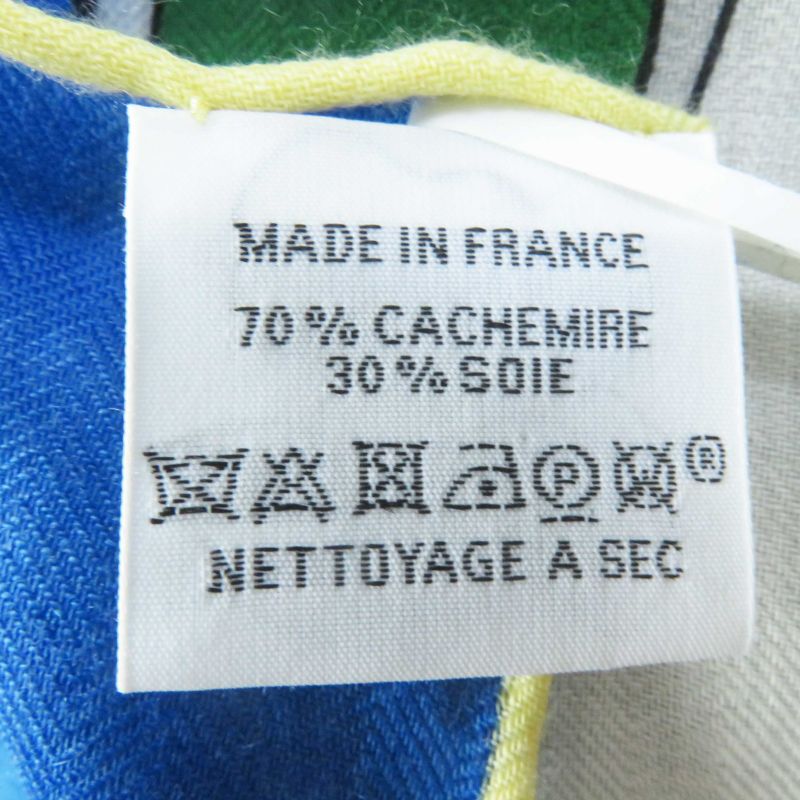 MADE IN FRANCE
70% CACHEMIRE
30% SOIE
P W ®
NETTOYAGE A SEC